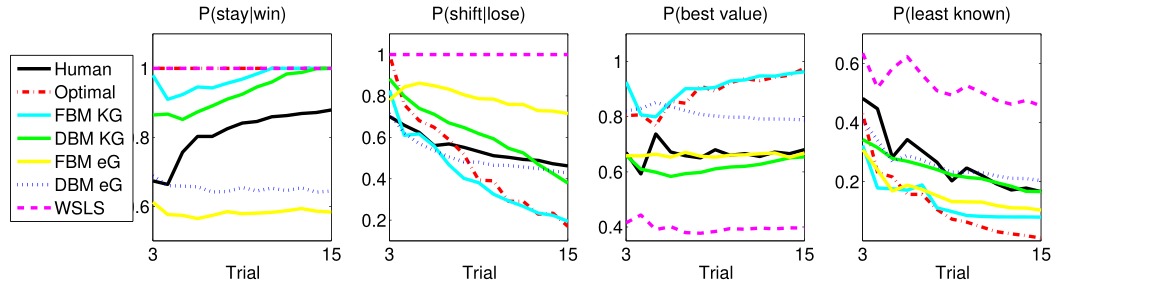 P(stay|win)
P(shift|lose)
P(best value)
P(least known)
Human
Optimal
FBM KG
DBM KG
FBM eG
DBM eG
WSLS
1
0.8
0.6
3
15
Trial
1
0.8
0.6
0.4
0.2
3
15
Trial
1
0.8
0.6
0.4
3
15
Trial
0.6
0.4
0.2
3
15
Trial